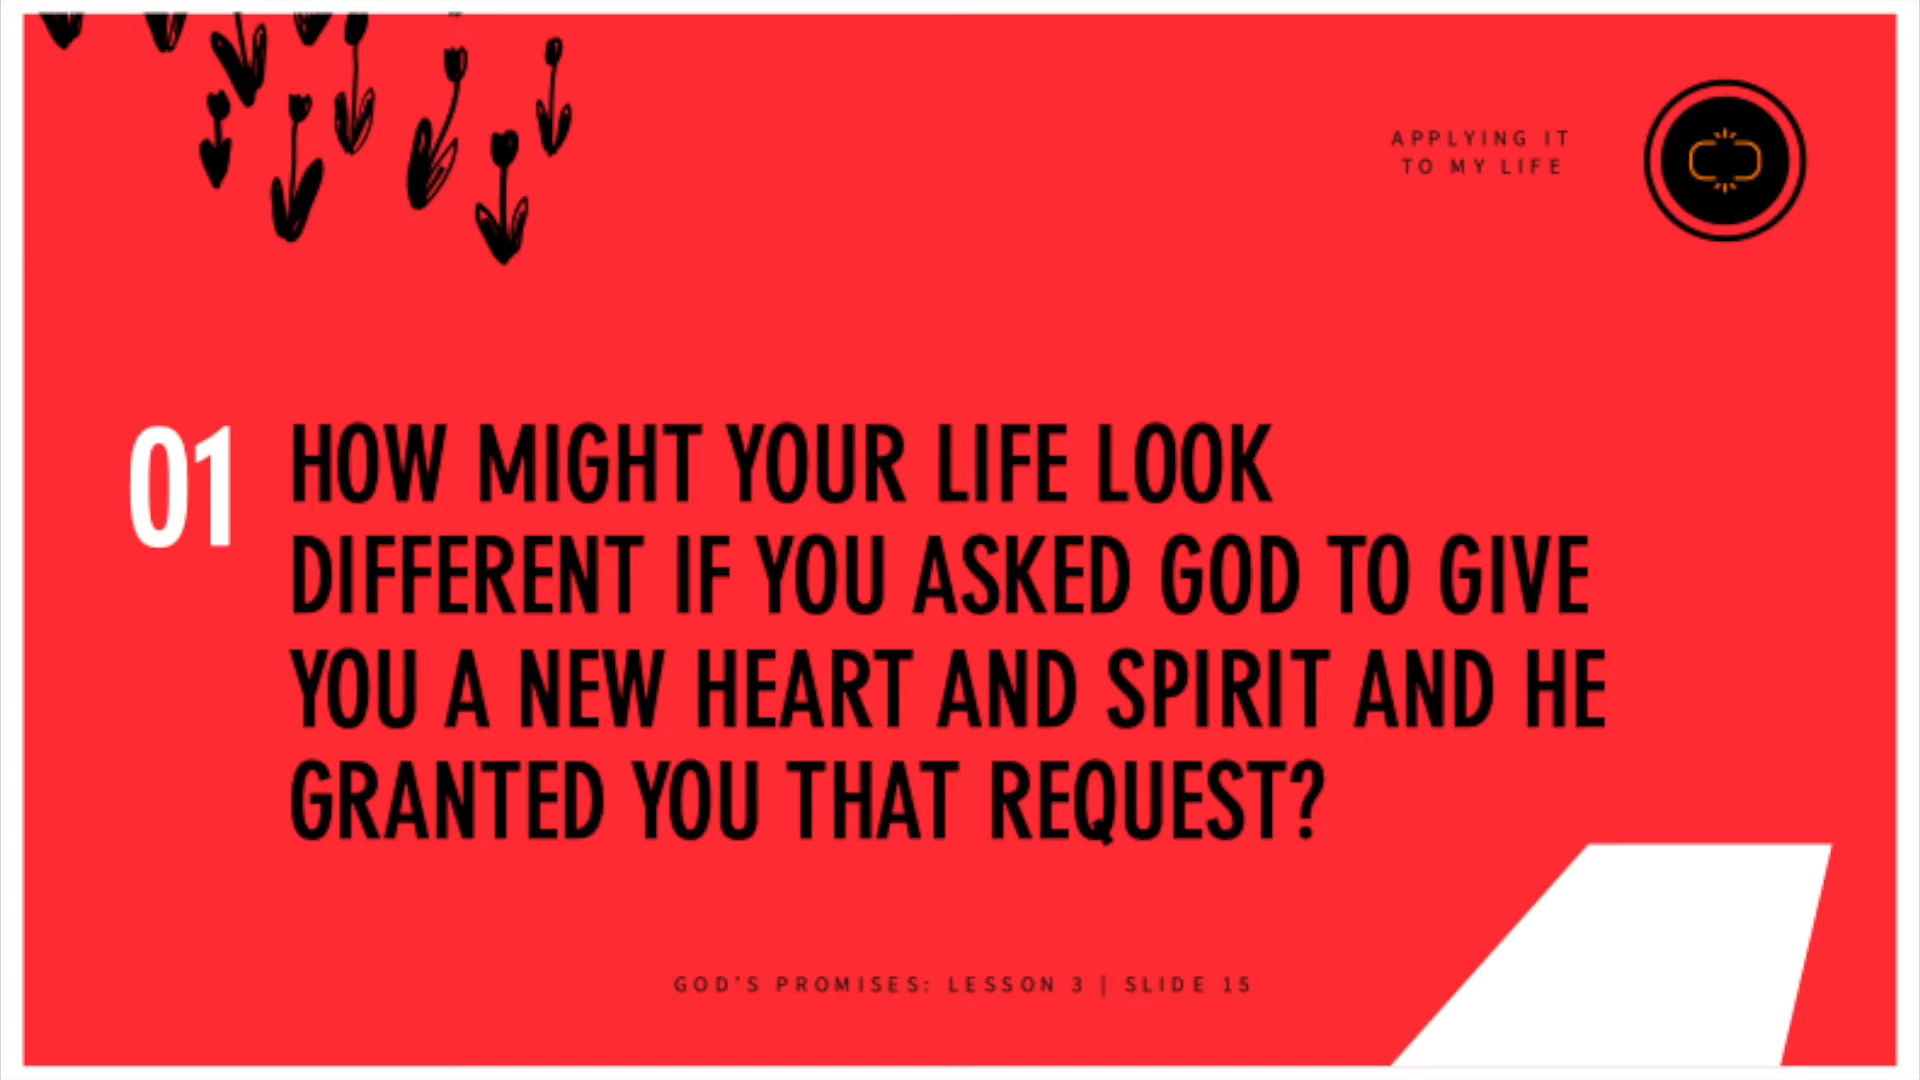 APPLYING IT
TO MY LIFE
01
HOW MIGHT YOUR LIFE LOOK
DIFFERENT IF YOU ASKED GOD TO GIVE
YOU A NEW HEART AND SPIRIT AND HE
GRANTED YOU THAT REQUEST?
GOD'S PROMISES: LESSON 3 | SLIDE 15